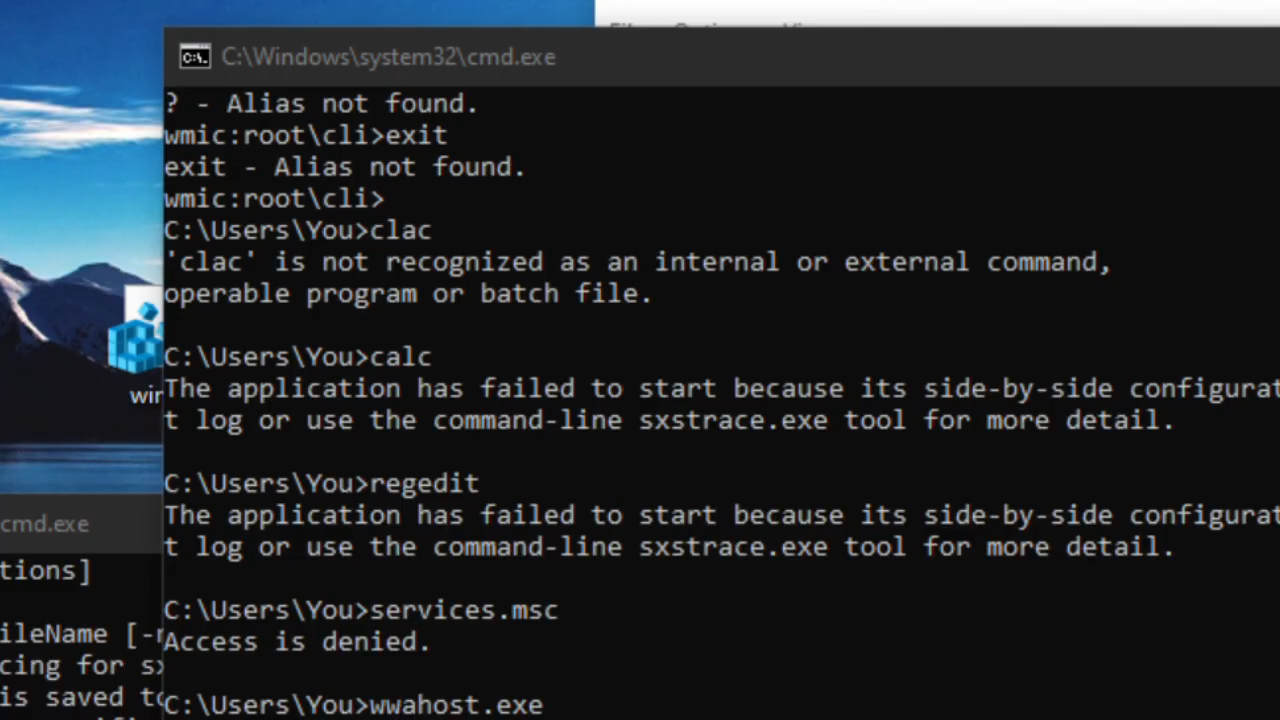 C:\Windows\system32\cmd.exe
? - Alias not found.
wmic:root\cli>exit
exit - Alias not found.
wmic:root\cli>
C:\Users\You>clac
'clac' is not recognized as an internal or external command,
operable program or batch file.
C:\Users\You>calc
The application has failed to start because its side-by-side configurat
t log or use the command-line sxstrace.exe tool for more detail.
C:\Users\You>regedit
The application has failed to start because its side-by-side configurat
t log or use the command-line sxstrace.exe tool for more detail.
C:\Users\You>services.msc
Access is denied.
C:\Users\You>wwahost.exe
win
cmd.exe
tions]
ileName [-
cing for sx
is saved to